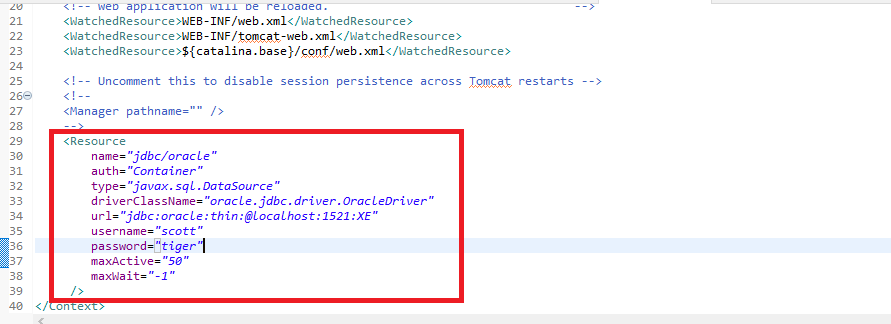 20 <!-- web application will be reloaded. -->
21 <WatchedResource>WEB-INF/web.xml</WatchedResource>
22 <WatchedResource>WEB-INF/tomcat-web.xml</WatchedResource>
23 <WatchedResource>${catalina.base}/conf/web.xml</WatchedResource>
24
25 <!-- Uncomment this to disable session persistence across Tomcat restarts -->
26 <!--
27 <Manager pathname="" />
28 -->
29 <Resource
30 name="jdbc/oracle"
31 auth="Container"
32 type="javax.sql.DataSource"
33 driverClassName="oracle.jdbc.driver.OracleDriver"
34 url="jdbc:oracle:thin:@localhost:1521:XE"
35 username="scott"
36 password="tiger"
37 maxActive="50"
38 maxWait="-1"
39 />
40 </Context>